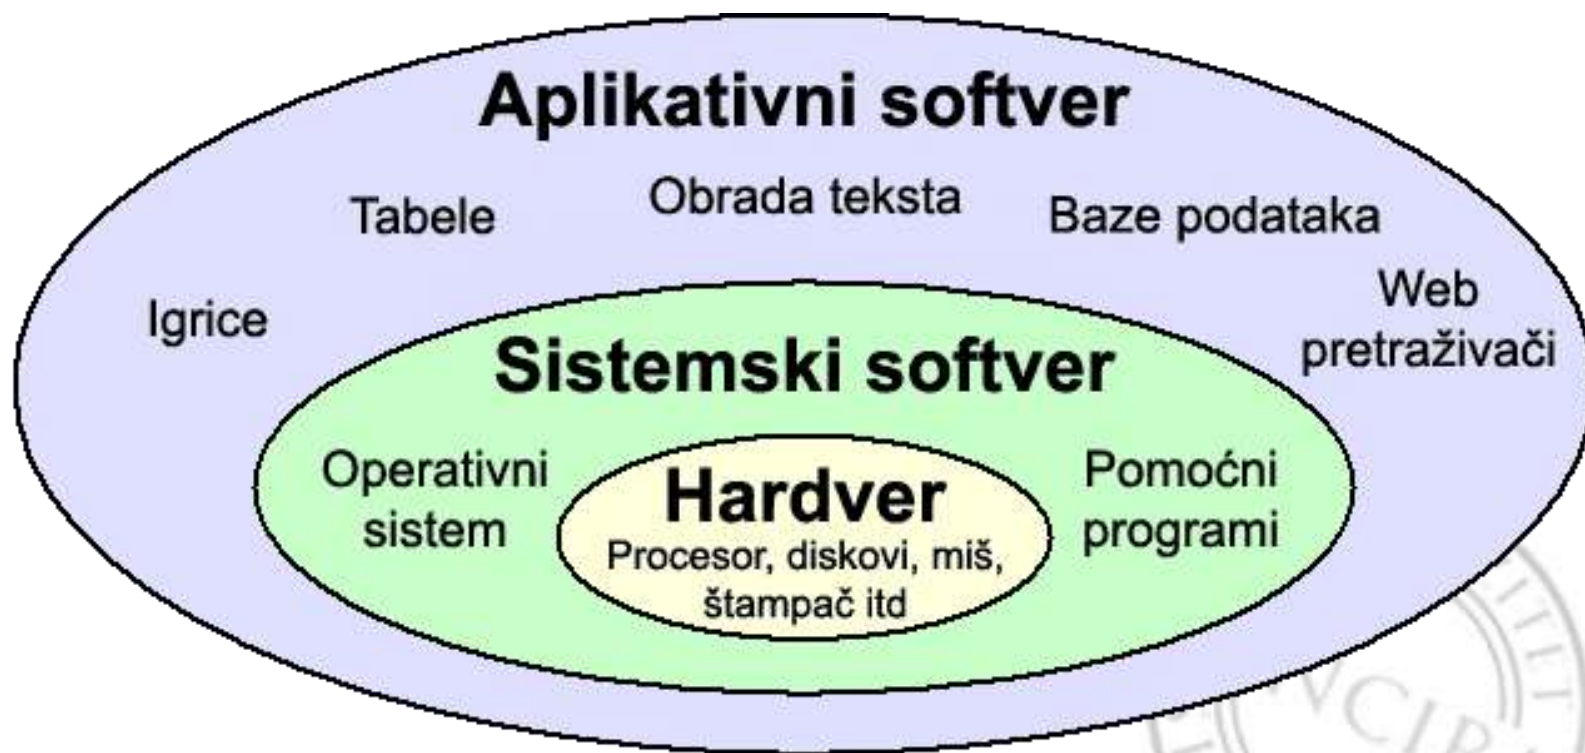 Aplikativni softver
Obrada teksta
Tabele
Baze podataka
Igrice
Web
pretraživači
Sistemski softver
Operativni
sistem
Hardver
Procesor, diskovi, miš,
štampač itd
Pomoćni
programi